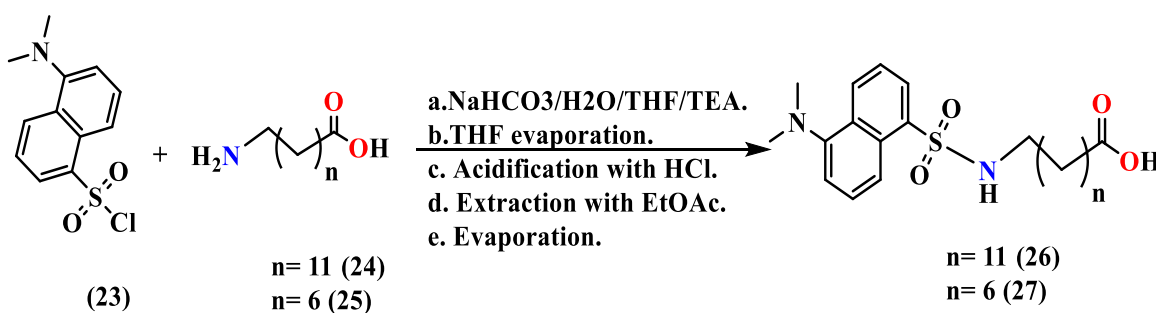 N
S
O
O
Cl
(23)
+
H2N
O
OH
n
n= 11 (24)
n= 6 (25)
a.NaHCO3/H2O/THF/TEA.
b.THF evaporation.
c. Acidification with HCl.
d. Extraction with EtOAc.
e. Evaporation.
N
O
S
O
N
H
O
OH
n
n= 11 (26)
n= 6 (27)